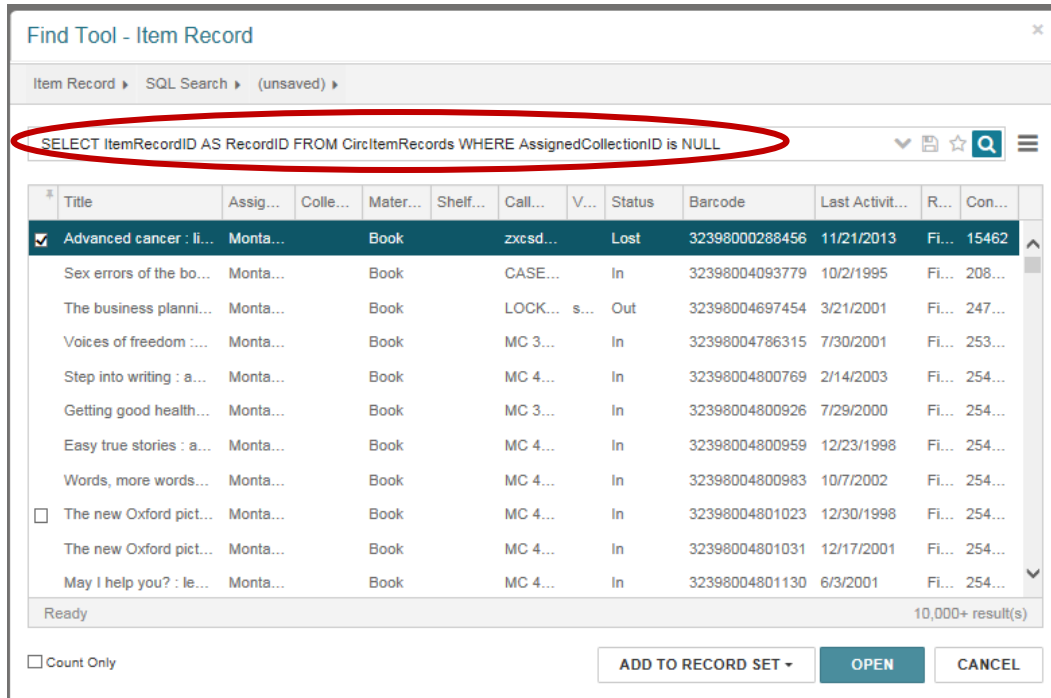 Find Tool - Item Record ×
Item Record SQL Search (unsaved)
SELECT ItemRecordID AS RecordID FROM CircItemRecords WHERE AssignedCollectionID is NULL
Title Assig... Colle... Mater... Shelf... Call... V... Status Barcode Last Activit... R... Con...
Advanced cancer : li... Monta... Book zxcsd... Lost 32398000288456 11/21/2013 Fi... 15462
Sex errors of the bo... Monta... Book CASE... In 32398004093779 10/2/1995 Fi... 208...
The business planni... Monta... Book LOCK... s... Out 32398004697454 3/21/2001 Fi... 247...
Voices of freedom :... Monta... Book MC 3... In 32398004786315 7/30/2001 Fi... 253...
Step into writing : a... Monta... Book MC 4... In 32398004800769 2/14/2003 Fi... 254...
Getting good health... Monta... Book MC 3... In 32398004800926 7/29/2000 Fi... 254...
Easy true stories : a... Monta... Book MC 4... In 32398004800959 12/23/1998 Fi... 254...
Words, more words... Monta... Book MC 4... In 32398004800983 10/7/2002 Fi... 254...
The new Oxford pict... Monta... Book MC 4... In 32398004801023 12/30/1998 Fi... 254...
The new Oxford pict... Monta... Book MC 4... In 32398004801031 12/17/2001 Fi... 254...
May I help you? : le... Monta... Book MC 4... In 32398004801130 6/3/2001 Fi... 254...
Ready 10,000+ result(s)
Count Only ADD TO RECORD SET OPEN CANCEL